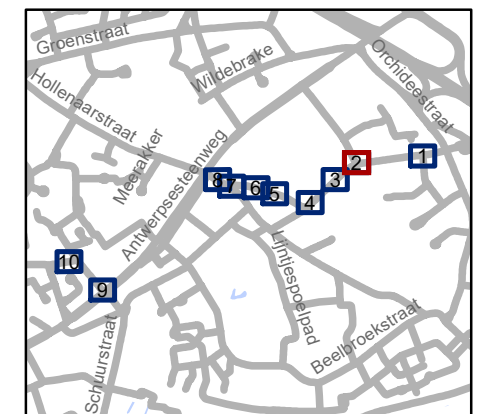 Groenstraat
Wildebrake
Orchideestraat
Hollenaarstraat
Meerakker
Antwerpsesteenweg
1
2
3
8
7
6
5
4
Lijntjespoelpad
10
9
Beelbroekstraat
Schuurstraat